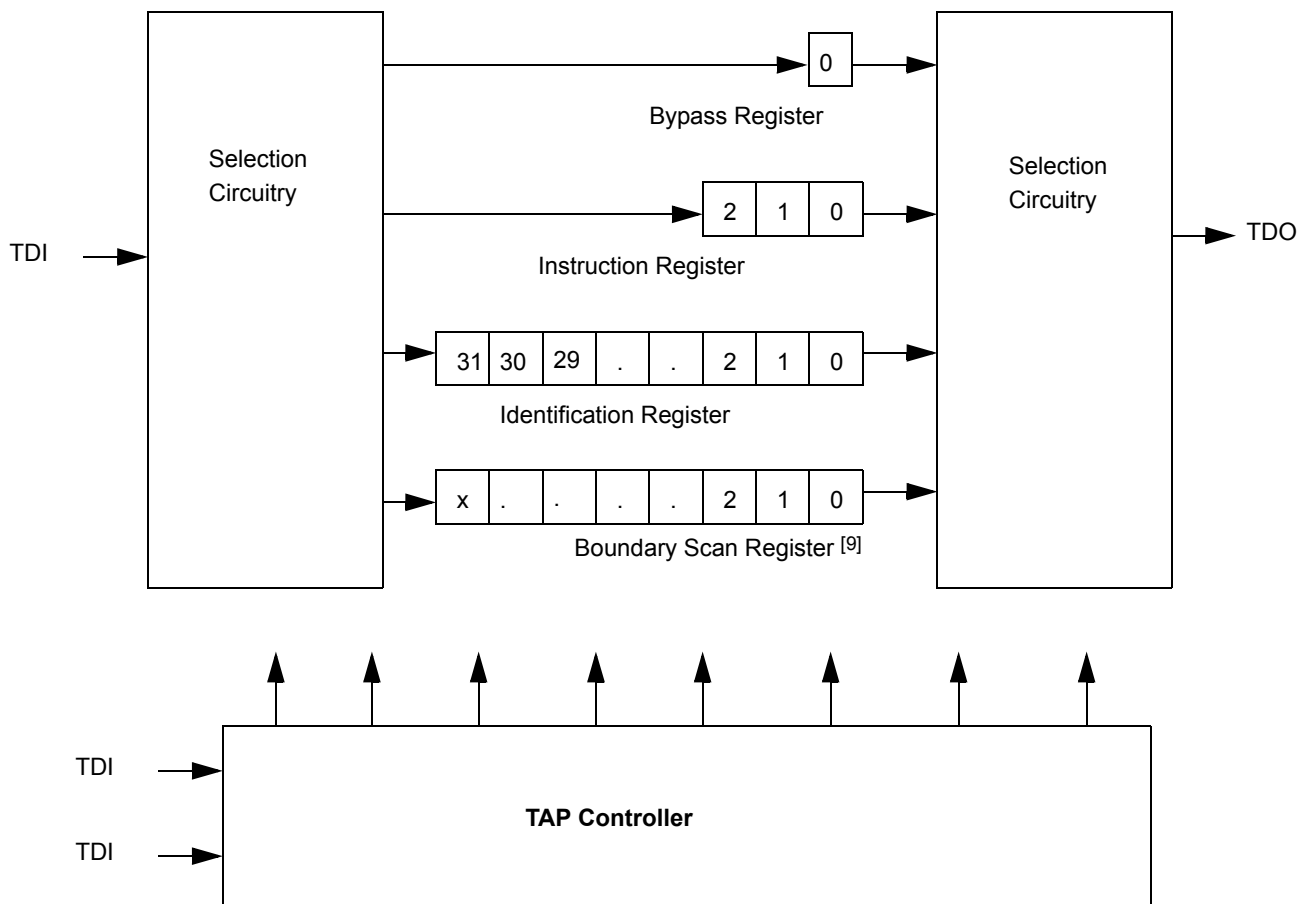 0
Bypass Register
Selection
Circuitry
Selection
Circuitry
2 1 0
TDI
TDO
Instruction Register
31 30 29 . . 2 1 0
Identification Register
x . . . . 2 1 0
Boundary Scan Register [9]
TDI
TAP Controller
TDI